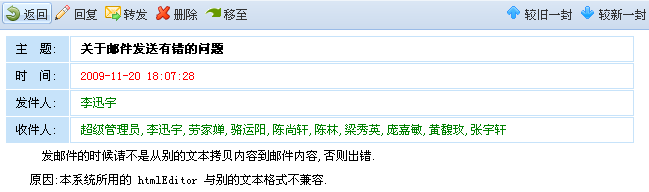 返回 回复 转发 删除 移至 较旧一封 较新一封
主 题: 关于邮件发送有错的问题
时 间: 2009-11-20 18:07:28
发件人: 李迅宇
收件人: 超级管理员,李迅宇,劳家婵,骆运阳,陈尚轩,陈林,梁秀英,庞嘉敏,黄馥玫,张宇轩
发邮件的时候请不是从别的文本拷贝内容到邮件内容,否则出错.
原因:本系统所用的 htmlEditor 与别的文本格式不兼容.